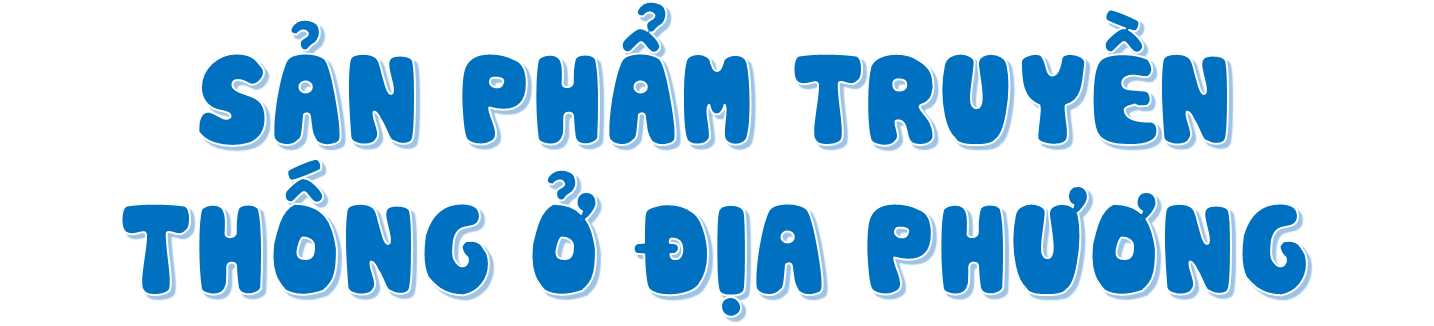 SẢN PHẨM TRUYỀN
THỐNG Ở ĐỊA PHƯƠNG